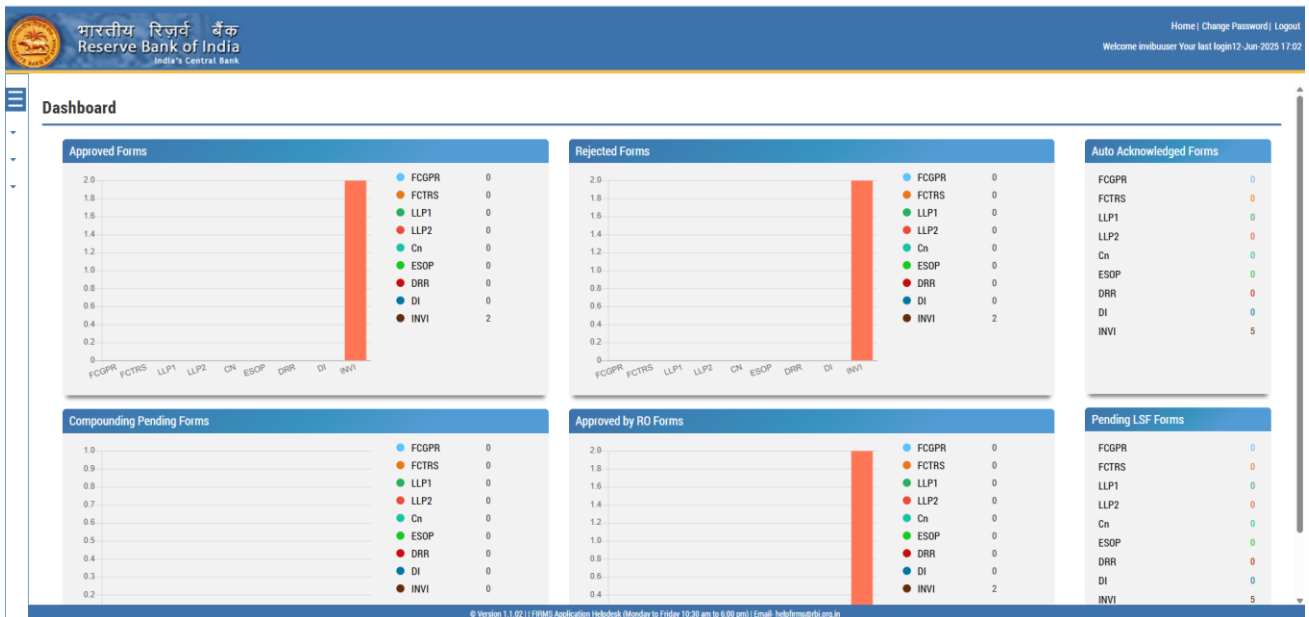 भारतीय रिज़र्व बैंक
Reserve Bank of India
India's Central Bank
Home| Change Password| Logout
Welcome invibuuser Your last login12-Jun-2025 17:02
Dashboard
Approved Forms
2.0
1.8
1.6
1.4
1.2
1.0
0.8
0.6
0.4
0.2
0
FCGPR FCTRS LLP1 LLP2 CN ESOP DRR DI INVI
FCGPR 0
FCTRS 0
LLP1 0
LLP2 0
Cn 0
ESOP 0
DRR 0
DI 0
INVI 2
Rejected Forms
2.0
1.8
1.6
1.4
1.2
1.0
0.8
0.6
0.4
0.2
0
FCGPR FCTRS LLP1 LLP2 CN ESOP DRR DI INVI
FCGPR 0
FCTRS 0
LLP1 0
LLP2 0
Cn 0
ESOP 0
DRR 0
DI 0
INVI 2
Auto Acknowledged Forms
FCGPR 0
FCTRS 0
LLP1 0
LLP2 0
Cn 0
ESOP 0
DRR 0
DI 0
INVI 5
Compounding Pending Forms
1.0
0.9
0.8
0.7
0.6
0.5
0.4
0.3
0.2
FCGPR 0
FCTRS 0
LLP1 0
LLP2 0
Cn 0
ESOP 0
DRR 0
DI 0
INVI 0
Approved by RO Forms
2.0
1.8
1.6
1.4
1.2
1.0
0.8
0.6
0.4
FCGPR 0
FCTRS 0
LLP1 0
LLP2 0
Cn 0
ESOP 0
DRR 0
DI 0
INVI 2
Pending LSF Forms
FCGPR 0
FCTRS 0
LLP1 0
LLP2 0
Cn 0
ESOP 0
DRR 0
DI 0
INVI 5
© Version 1.1.02 | | FIRMS Application Helpdesk (Monday to Friday 10:30 am to 6:00 pm) | Email- helpfirms@rbi.org.in